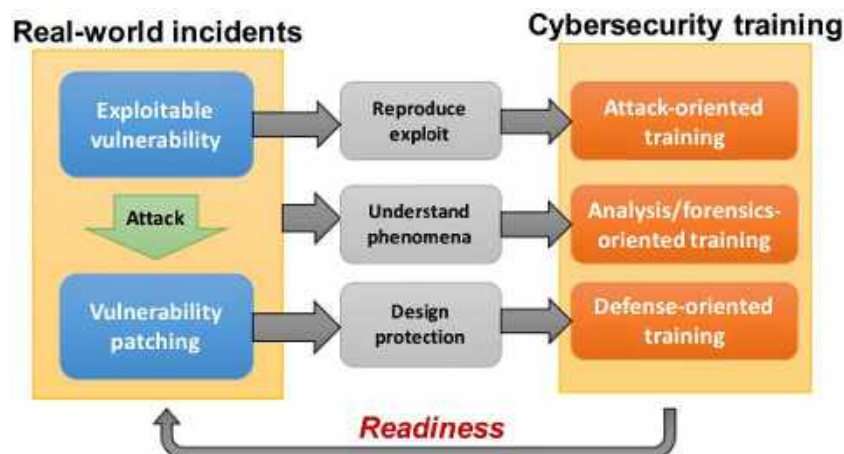 Real-world incidents
Cybersecurity training
Exploitable
vulnerability
Reproduce
exploit
Attack-oriented
training
Attack
Understand
phenomena
Analysis/forensics-
oriented training
Vulnerability
patching
Design
protection
Defense-oriented
training
Readiness